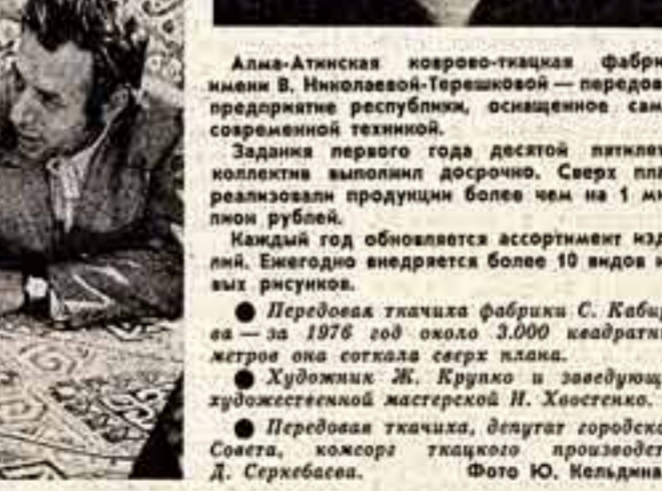 Алма-Атинская коврово-ткацкая фабри
имени В. Николаевой-Терешковой — передов
предприятие республики, оснащенное сам
современной техникой.
Задания первого года десятой пятилет
коллектив выполнил досрочно. Сверх пла
реализовали продукции более чем на 1 ми
лион рублей.
Каждый год обновляется ассортимент изд
лий. Ежегодно внедряется более 10 видов н
вых рисунков.
● Передовая ткачиха фабрики С. Кабир
ва — за 1976 год около 3.000 квадратн
метров она соткала сверх плана.
● Художник Ж. Крупко и заведующ
художественной мастерской И. Хвостенко.
● Передовая ткачиха, депутат городско
Совета, комсорг ткацкого производст
Д. Серкебаева. Фото Ю. Кельдина